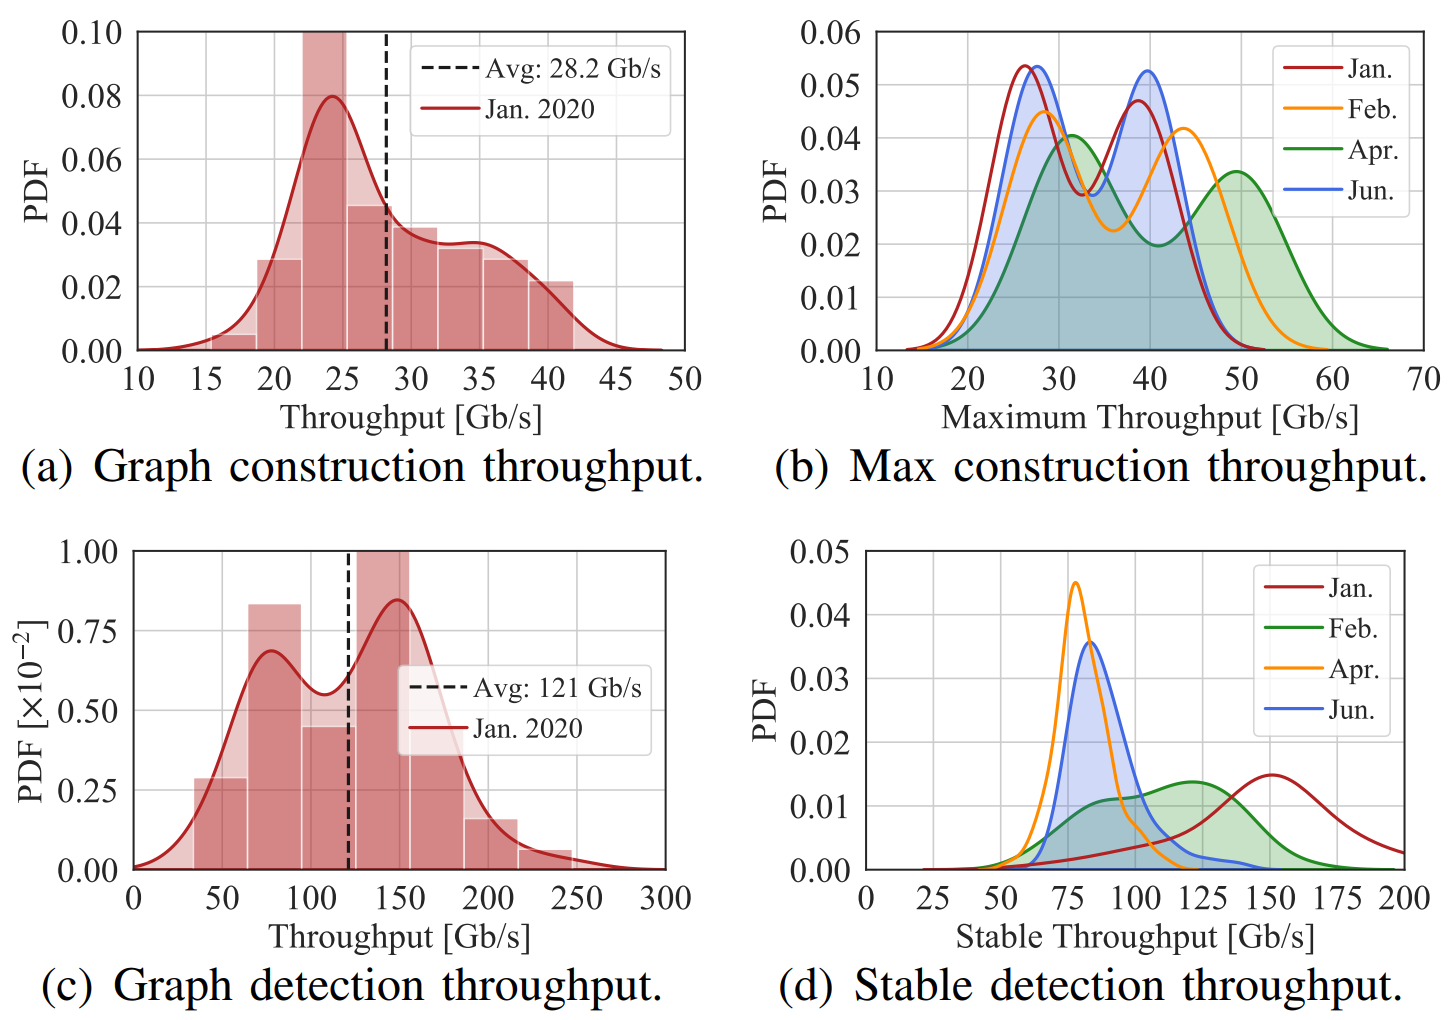 0.10
0.08
0.06
0.04
0.02
0.00
PDF
Avg: 28.2 Gb/s
Jan. 2020
10 15 20 25 30 35 40 45 50
Throughput [Gb/s]
(a) Graph construction throughput.
0.06
0.05
0.04
0.03
0.02
0.01
0.00
PDF
Jan.
Feb.
Apr.
Jun.
10 20 30 40 50 60 70
Maximum Throughput [Gb/s]
(b) Max construction throughput.
1.00
0.75
0.50
0.25
0.00
PDF [×10⁻²]
Avg: 121 Gb/s
Jan. 2020
0 50 100 150 200 250 300
Throughput [Gb/s]
(c) Graph detection throughput.
0.05
0.04
0.03
0.02
0.01
0.00
PDF
Jan.
Feb.
Apr.
Jun.
0 25 50 75 100 125 150 175 200
Stable Throughput [Gb/s]
(d) Stable detection throughput.